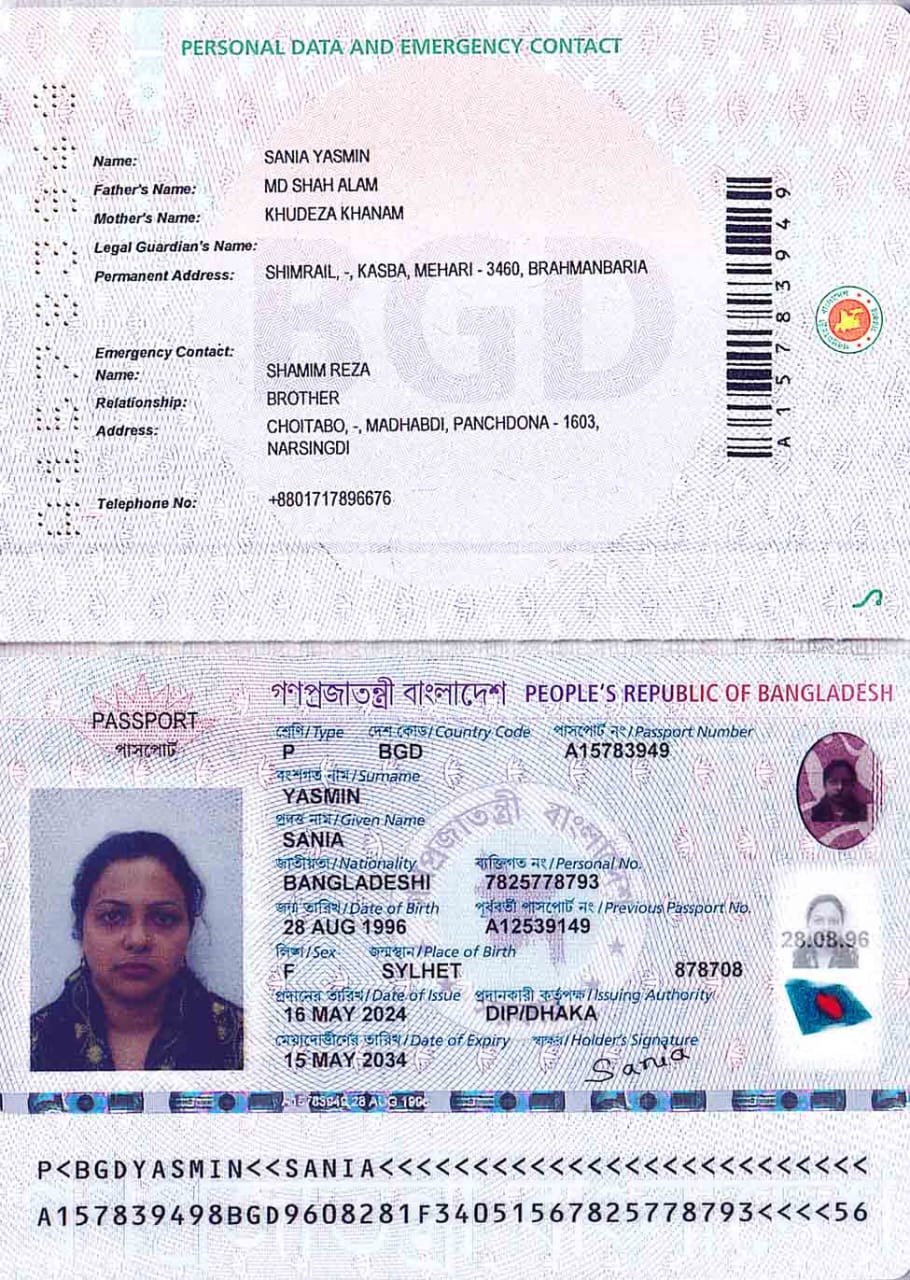 PERSONAL DATA AND EMERGENCY CONTACT
Name: SANIA YASMIN
Father's Name: MD SHAH ALAM
Mother's Name: KHUDEZA KHANAM
Legal Guardian's Name:
Permanent Address: SHIMRAIL, -, KASBA, MEHARI - 3460, BRAHMANBARIA
Emergency Contact:
Name: SHAMIM REZA
Relationship: BROTHER
Address: CHOITABO, -, MADHABDI, PANCHDONA - 1603,
NARSINGDI
Telephone No: +8801717896676
A15783949
BGD
গণপ্রজাতন্ত্রী বাংলাদেশ PEOPLE'S REPUBLIC OF BANGLADESH
PASSPORT
পাসপোর্ট
শ্রেণি/Type দেশ কোড/Country Code পাসপোর্ট নং/Passport Number
P BGD A15783949
বংশগত নাম/Surname
YASMIN
প্রদত্ত নাম/Given Name
SANIA
জাতীয়তা/Nationality ব্যক্তিগত নং/Personal No.
BANGLADESHI 7825778793
জন্ম তারিখ/Date of Birth পূর্ববর্তী পাসপোর্ট নং/Previous Passport No.
28 AUG 1996 A12539149
লিঙ্গ/Sex জন্মস্থান/Place of Birth
F SYLHET 878708
প্রদানের তারিখ/Date of Issue প্রদানকারী কর্তৃপক্ষ/Issuing Authority
16 MAY 2024 DIP/DHAKA
মেয়াদোত্তীর্ণের তারিখ/Date of Expiry স্বাক্ষর/Holder's Signature
15 MAY 2034 Sania
28.08.96
A15783949 28 AUG 1996
P<BGDYASMIN<<SANIA<<<<<<<<<<<<<<<<<<<<<<<<<<
A157839498BGD9608281F34051567825778793<<<<56